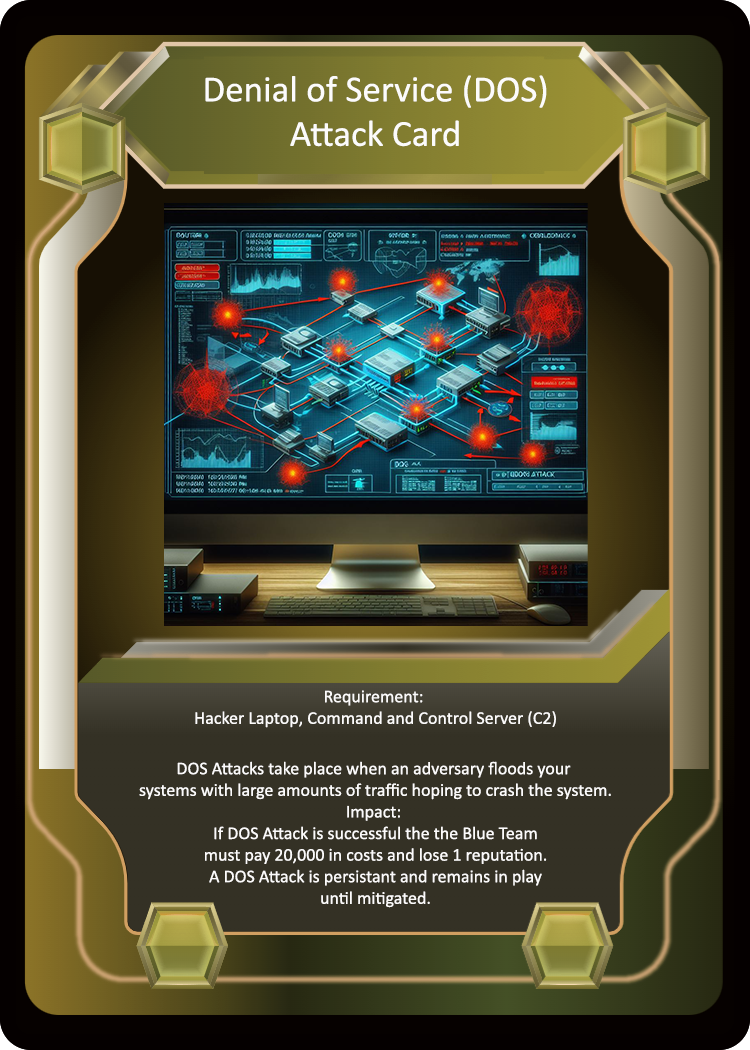 Denial of Service (DOS)
Attack Card
Requirement:
Hacker Laptop, Command and Control Server (C2)
DOS Attacks take place when an adversary floods your
systems with large amounts of traffic hoping to crash the system.
Impact:
If DOS Attack is successful the the Blue Team
must pay 20,000 in costs and lose 1 reputation.
A DOS Attack is persistant and remains in play
until mitigated.